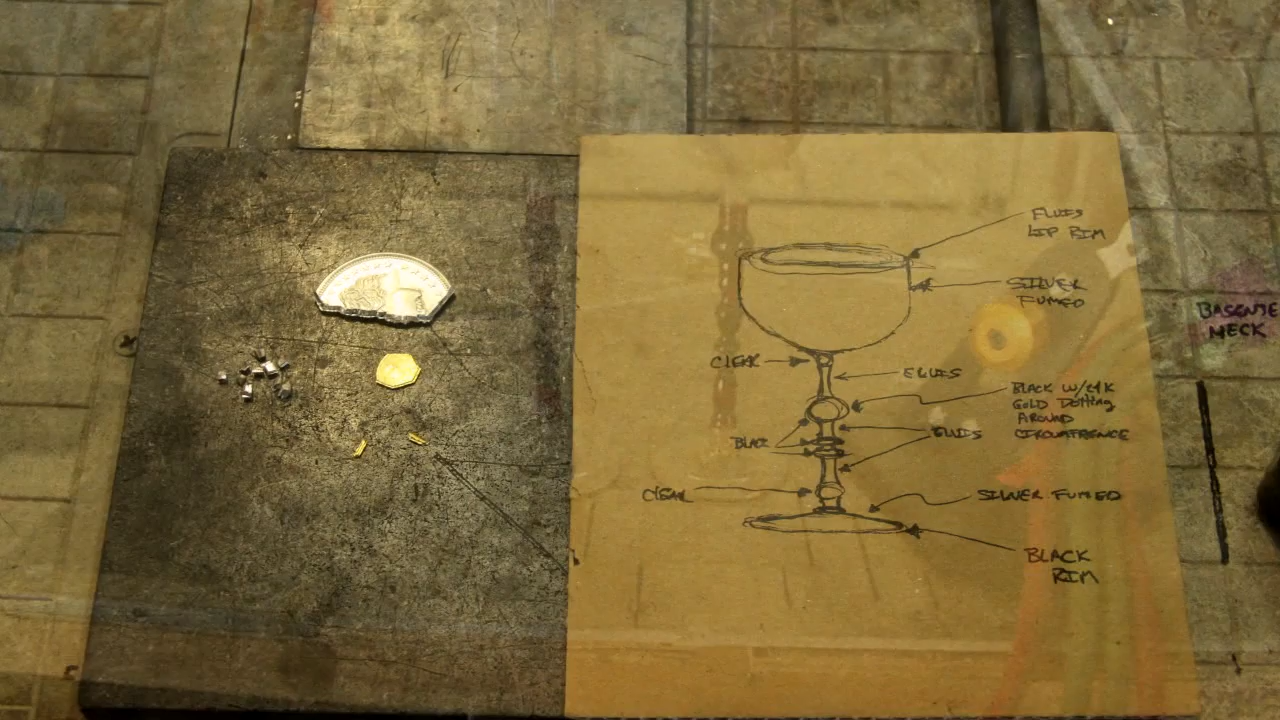 FLUIS
LIP RIM
SILVER
FUMED
CLEAR
FLUIS
BLACK W/24K
GOLD DOTTING
AROUND
CIRCUMFRENCE
BLACK
FLUIS
CLEAR
SILVER FUMED
BLACK
RIM
NECK